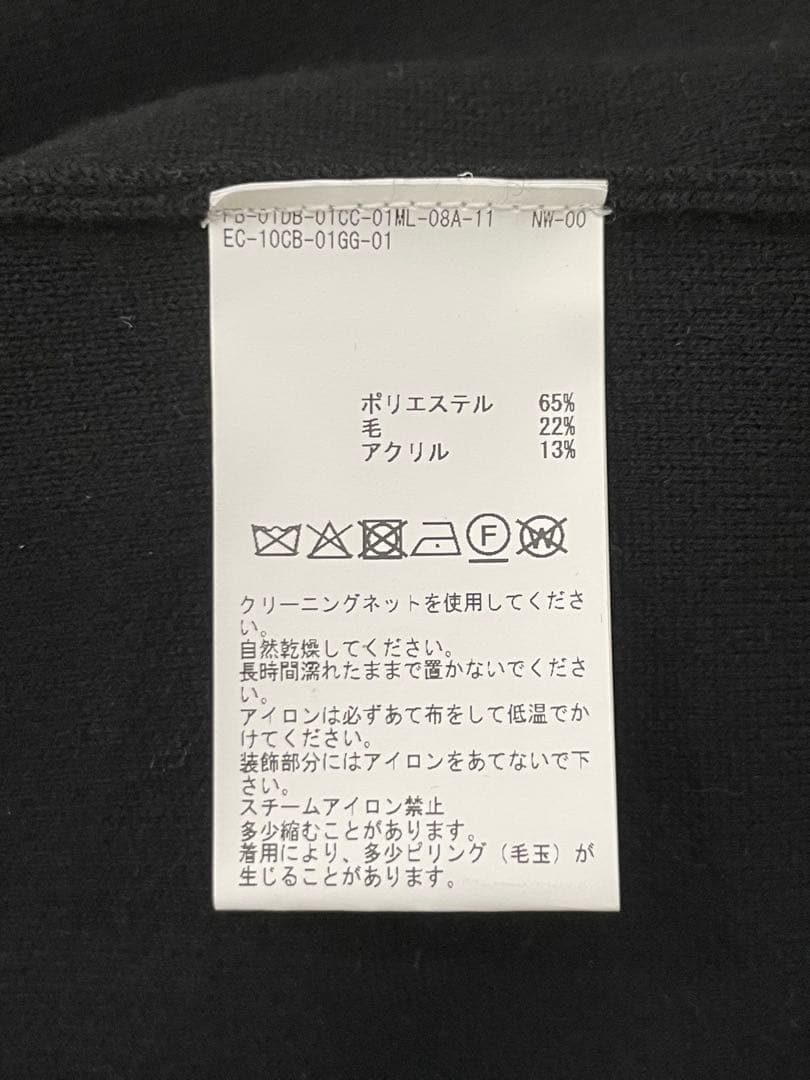 FB-01DB-01CC-01ML-08A-11 NW-00
EC-10CB-01GG-01
ポリエステル 65%
毛 22%
アクリル 13%
F W
クリーニングネットを使用してくださ
い。
自然乾燥してください。
長時間濡れたままで置かないでくださ
い。
アイロンは必ずあて布をして低温でか
けてください。
装飾部分にはアイロンをあてないで下
さい。
スチームアイロン禁止
多少縮むことがあります。
着用により、多少ピリング（毛玉）が
生じることがあります。